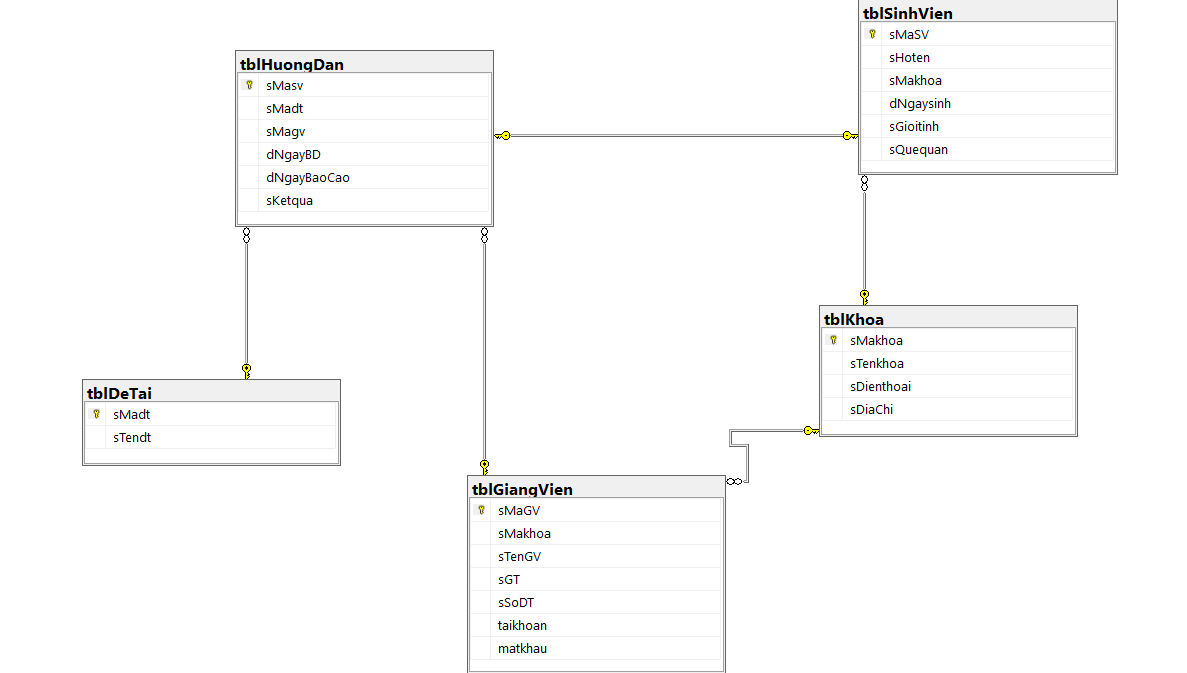 tblSinhVien
sMaSV
sHoten
sMakhoa
dNgaysinh
sGioitinh
sQuequan
tblHuongDan
sMasv
sMadt
sMagv
dNgayBD
dNgayBaoCao
sKetqua
tblKhoa
sMakhoa
sTenkhoa
sDienthoai
sDiaChi
tblDeTai
sMadt
sTendt
tblGiangVien
sMaGV
sMakhoa
sTenGV
sGT
sSoDT
taikhoan
matkhau